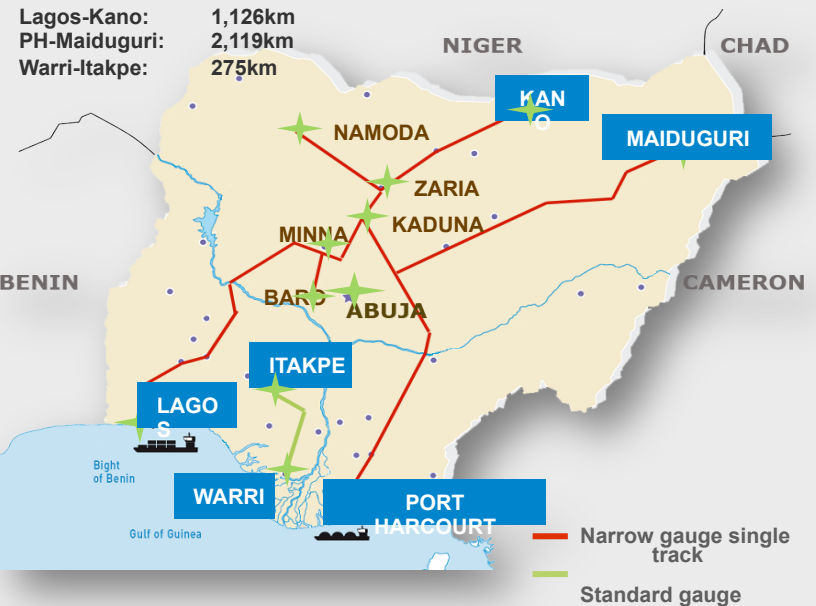 Lagos-Kano: 1,126km
PH-Maiduguri: 2,119km
Warri-Itakpe: 275km
NIGER
CHAD
KAN
O
NAMODA
MAIDUGURI
ZARIA
KADUNA
MINNA
BENIN
CAMERON
BARO
ABUJA
ITAKPE
LAGO
S
Bight
of Benin
WARRI
PORT
HARCOURT
Gulf of Guinea
Narrow gauge single
track
Standard gauge